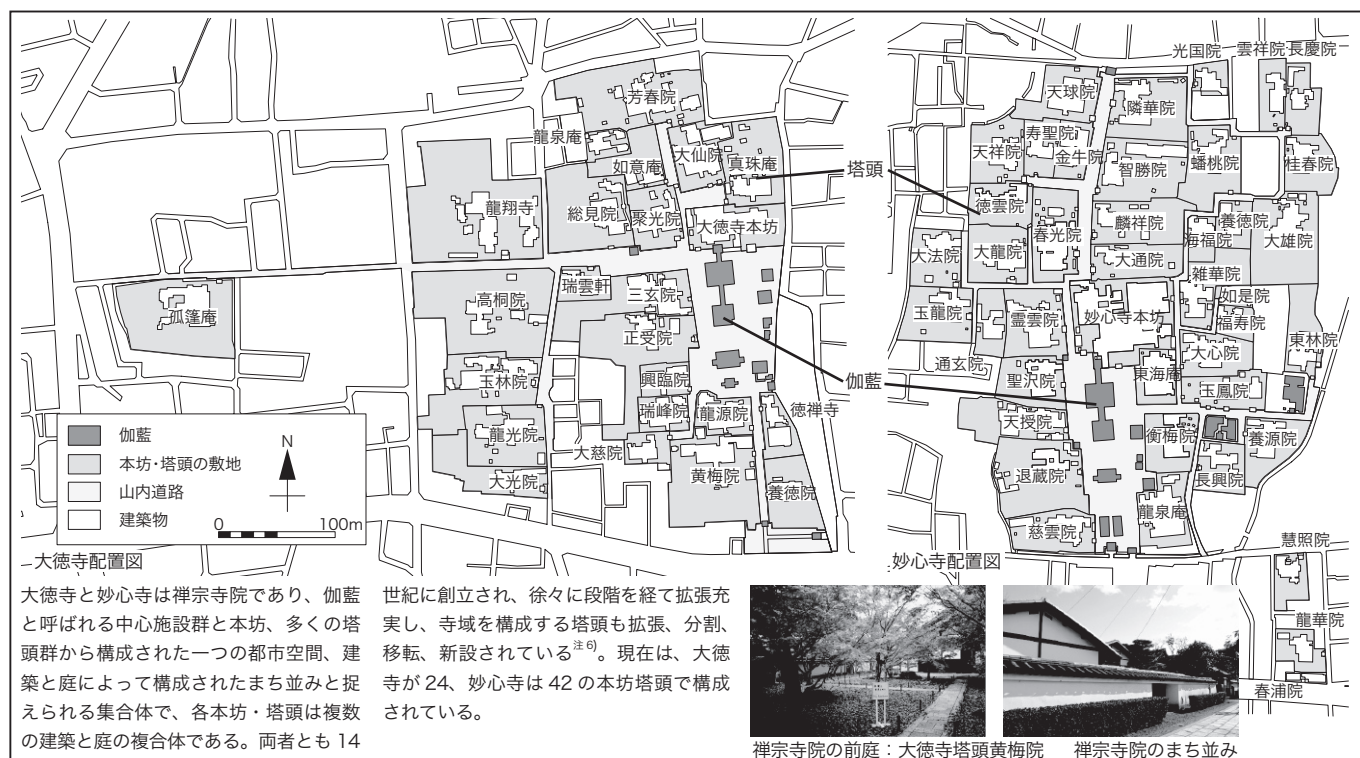 芳春院
龍泉庵
如意庵
大仙院
真珠庵
龍翔寺
総見院
聚光院
大徳寺本坊
孤篷庵
高桐院
瑞雲軒
三玄院
正受院
玉林院
興臨院
瑞峰院
龍源院
徳禅寺
龍光院
大慈院
黄梅院
養徳院
大光院
伽藍
本坊・塔頭の敷地
山内道路
建築物
N
0
100m
大徳寺配置図
塔頭
伽藍
光国院
雲祥院
長慶院
天球院
隣華院
寿聖院
天祥院
金牛院
智勝院
蟠桃院
桂春院
徳雲院
春光院
麟祥院
養徳院
海福院
大雄院
大法院
大龍院
大通院
雑華院
如是院
玉龍院
霊雲院
妙心寺本坊
福寿院
東林院
通玄院
大心院
聖沢院
東海庵
玉鳳院
天授院
衡梅院
養源院
退蔵院
長興院
龍泉庵
慈雲院
慧照院
妙心寺配置図
龍華院
春浦院
大徳寺と妙心寺は禅宗寺院であり、伽藍
と呼ばれる中心施設群と本坊、多くの塔
頭群から構成された一つの都市空間、建
築と庭によって構成されたまち並みと捉
えられる集合体で、各本坊・塔頭は複数
の建築と庭の複合体である。両者とも 14
世紀に創立され、徐々に段階を経て拡張充
実し、寺域を構成する塔頭も拡張、分割、
移転、新設されている注6)。現在は、大徳
寺が 24、妙心寺は 42 の本坊塔頭で構成
されている。
禅宗寺院の前庭：大徳寺塔頭黄梅院
禅宗寺院のまち並み